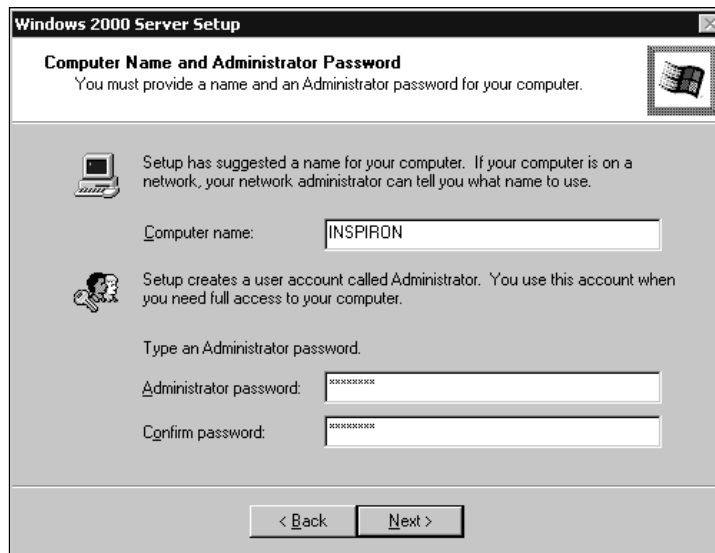 Windows 2000 Server Setup
Computer Name and Administrator Password
You must provide a name and an Administrator password for your computer.
Setup has suggested a name for your computer. If your computer is on a
network, your network administrator can tell you what name to use.
Computer name:
INSPIRON
Setup creates a user account called Administrator. You use this account when
you need full access to your computer.
Type an Administrator password.
Administrator password:
********
Confirm password:
********
< Back
Next >